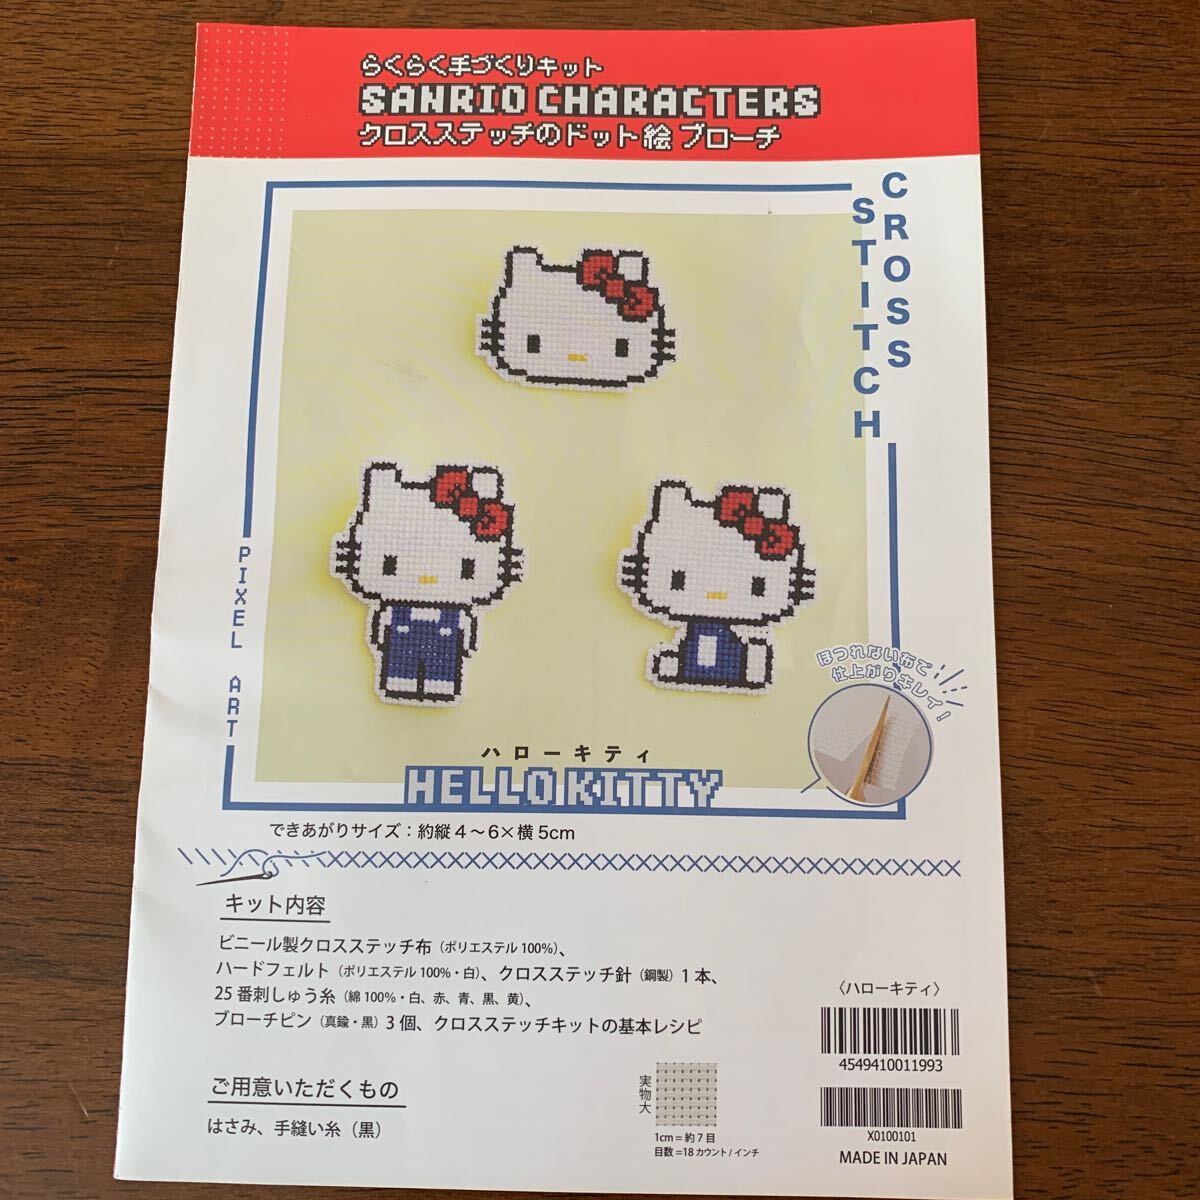 らくらく手づくりキット
SANRIO CHARACTERS
クロスステッチのドット絵 ブローチ
CROSS
STITCH
PIXEL ART
ほつれない布で
仕上がりキレイ!
ハローキティ
HELLO KITTY
できあがりサイズ：約縦4～6×横5cm
キット内容
ビニール製クロスステッチ布（ポリエステル100%）、
ハードフェルト（ポリエステル100%・白）、クロスステッチ針（鋼製）1本、
25番刺しゅう糸（綿100%・白、赤、青、黒、黄）、
ブローチピン（真鍮・黒）3個、クロスステッチキットの基本レシピ
ご用意いただくもの
はさみ、手縫い糸（黒）
実物大
1cm＝約7目
目数＝18カウント/インチ
〈ハローキティ〉
4549410011993
X0100101
MADE IN JAPAN